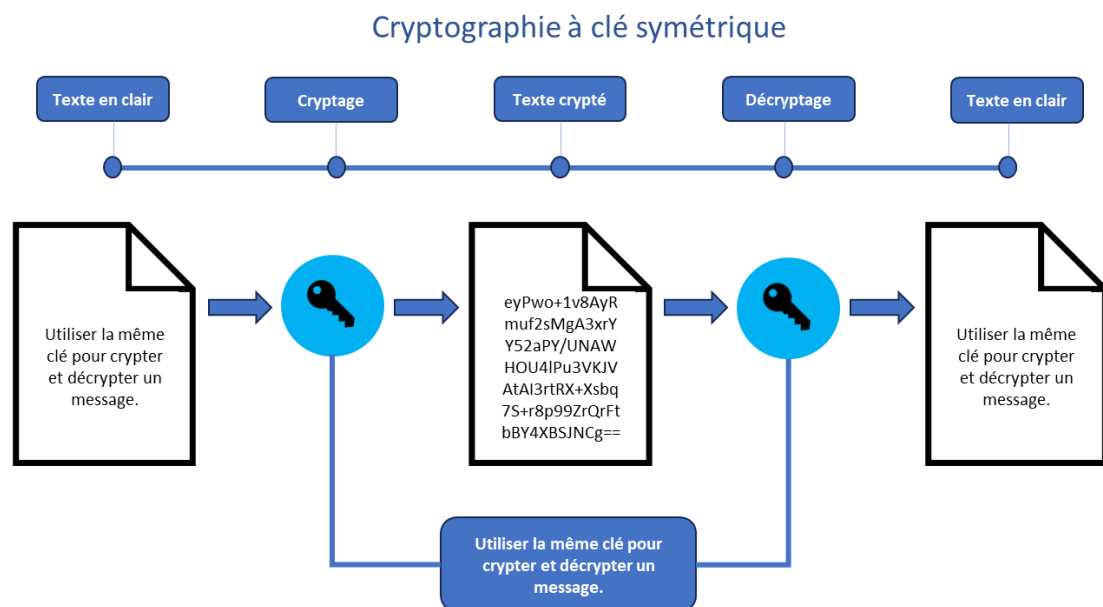 Cryptographie à clé symétrique
Texte en clair
Cryptage
Texte crypté
Décryptage
Texte en clair
Utiliser la même
clé pour crypter
et décrypter un
message.
eyPwo+1v8AyR
muf2sMgA3xrY
Y52aPY/UNAW
HOU4lPu3VKJV
AtAI3rtRX+Xsbq
7S+r8p99ZrQrFt
bBY4XBSJNCg==
Utiliser la même
clé pour crypter
et décrypter un
message.
Utiliser la même clé pour
crypter et décrypter un
message.